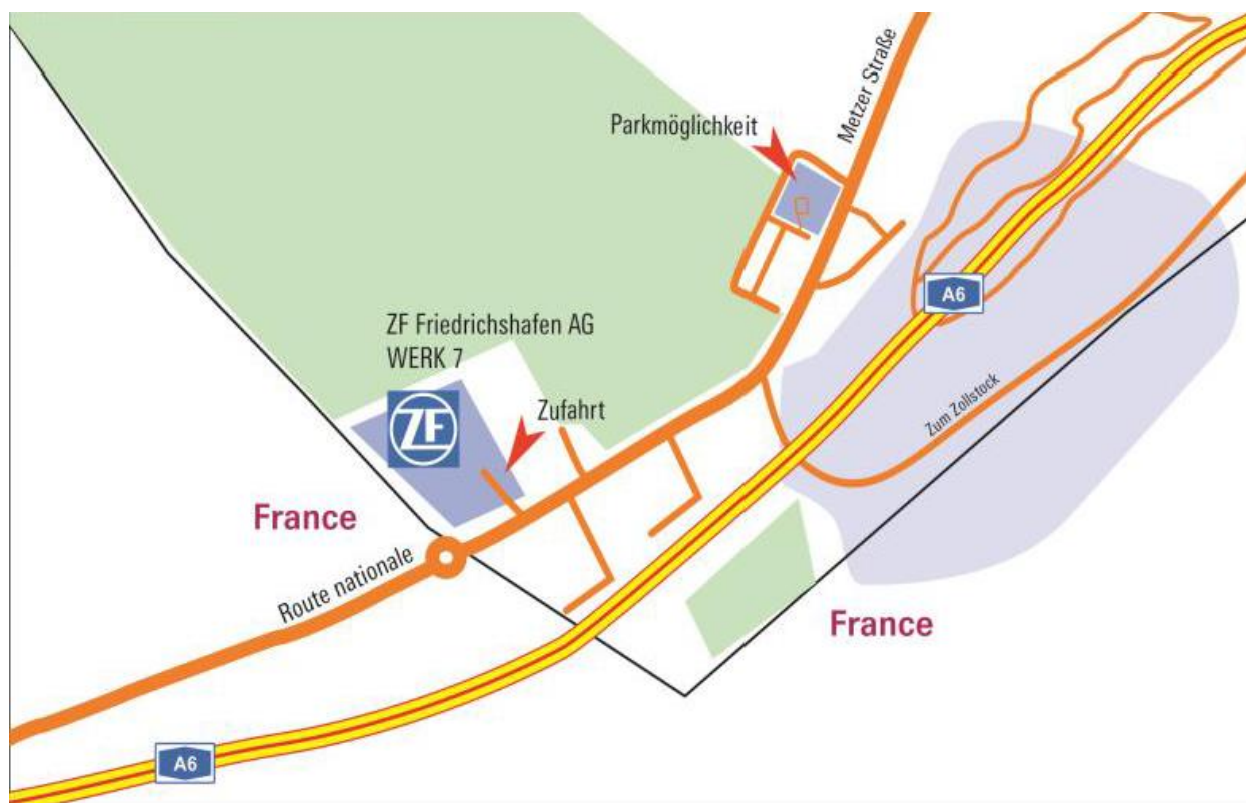 Metzer Straße
Parkmöglichkeit
A6
ZF Friedrichshafen AG
WERK 7
ZF
Zufahrt
Zum Zollstock
France
Route nationale
France
A6